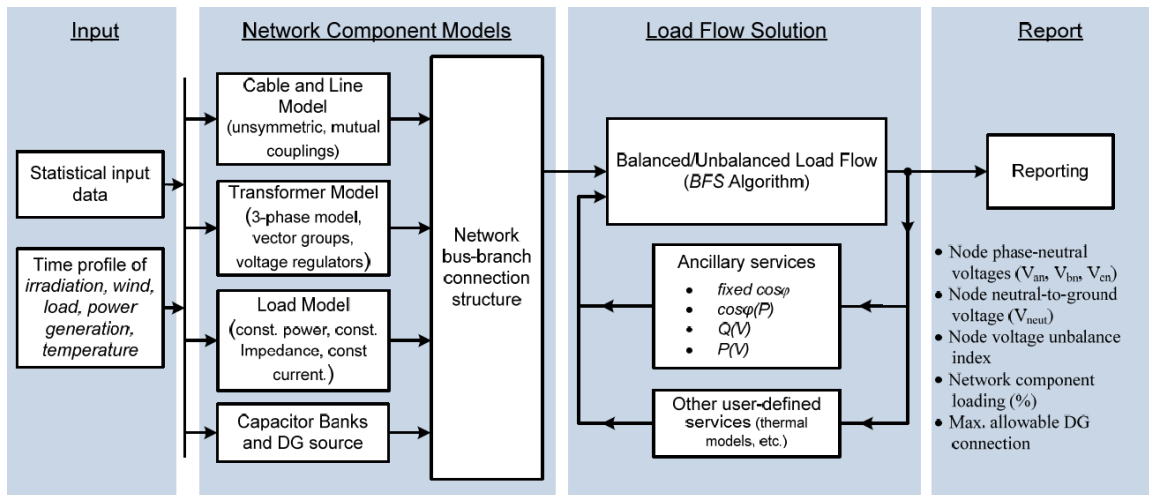 Input
Statistical input
data
Time profile of
irradiation, wind,
load, power
generation,
temperature
Network Component Models
Cable and Line
Model
(unsymmetric, mutual
couplings)
Transformer Model
(3-phase model,
vector groups,
voltage regulators)
Load Model
(const. power, const.
Impedance, const
current.)
Capacitor Banks
and DG source
Network
bus-branch
connection
structure
Load Flow Solution
Balanced/Unbalanced Load Flow
(BFS Algorithm)
Ancillary services
• fixed cosφ
• cosφ(P)
• Q(V)
• P(V)
Other user-defined
services (thermal
models, etc.)
Report
Reporting
• Node phase-neutral
voltages (Van, Vbn, Vcn)
• Node neutral-to-ground
voltage (Vneut)
• Node voltage unbalance
index
• Network component
loading (%)
• Max. allowable DG
connection